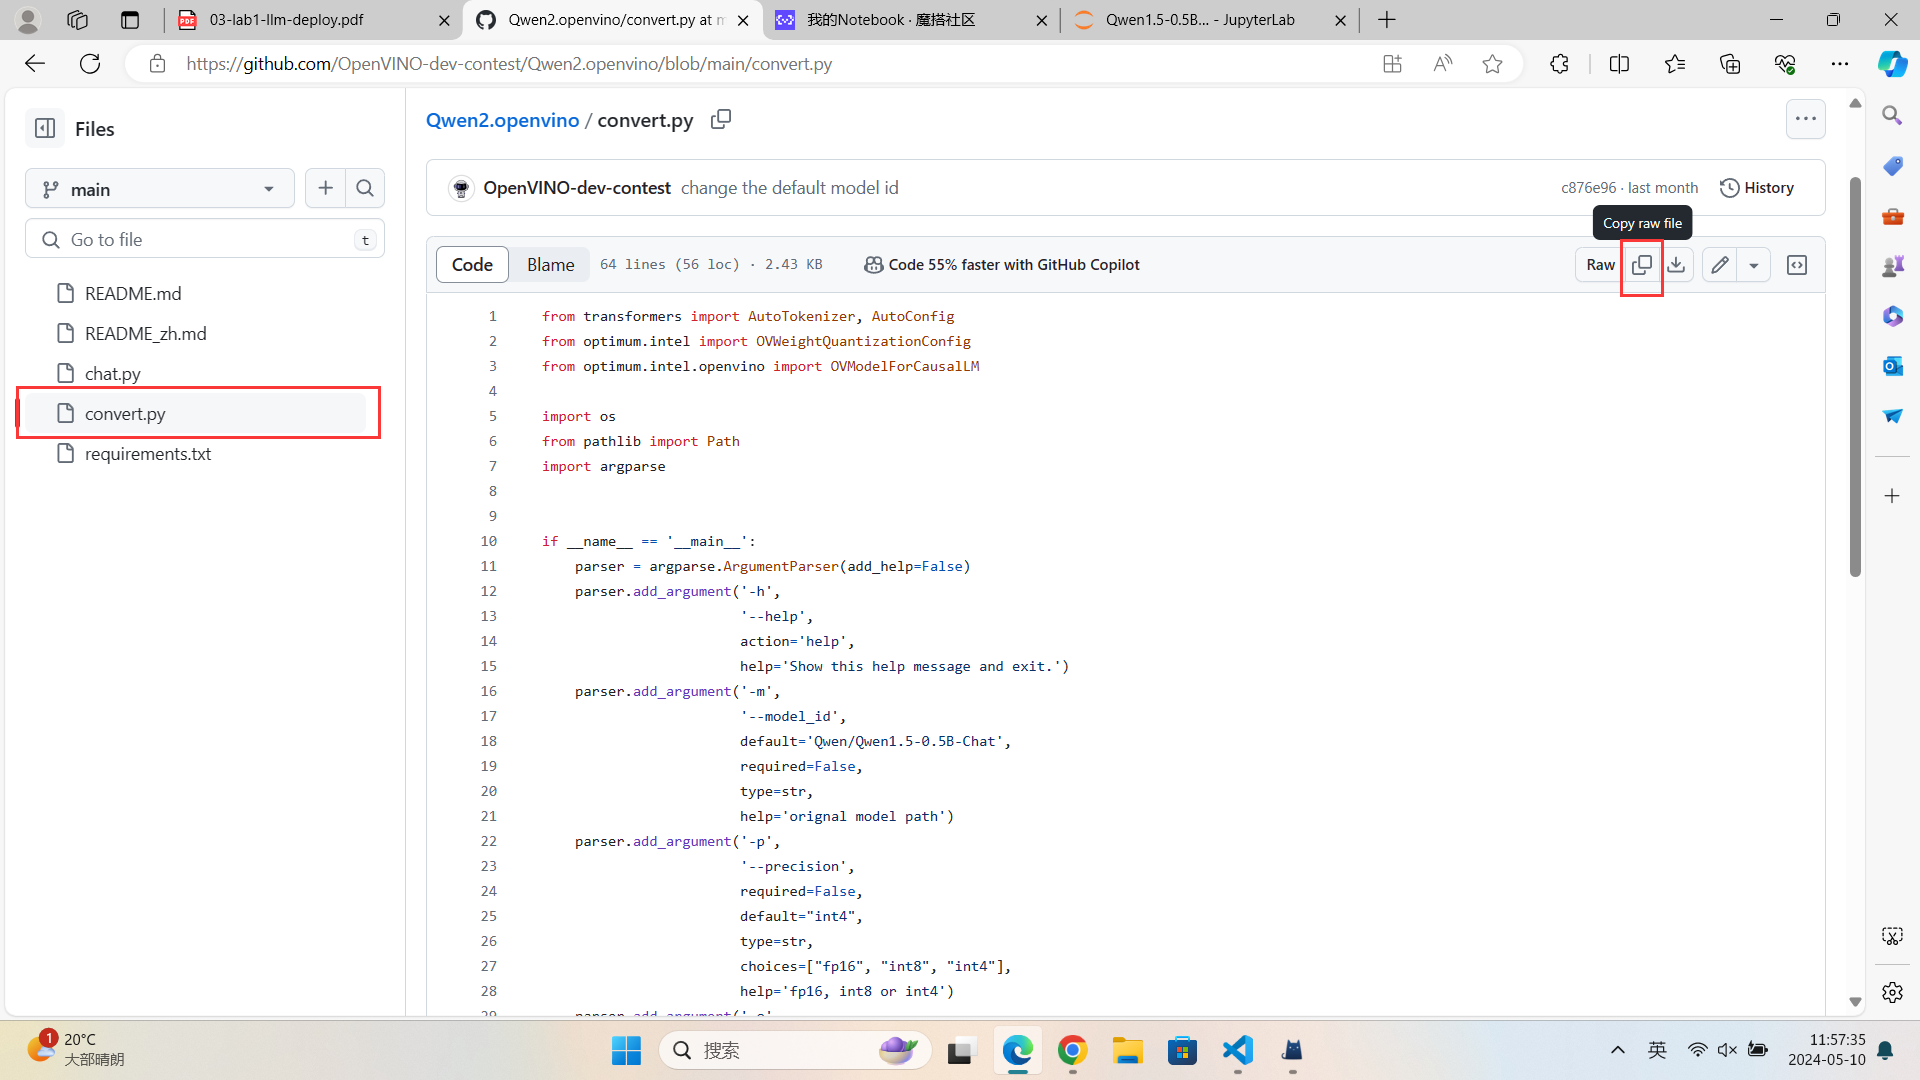 03-lab1-llm-deploy.pdf
Qwen2.openvino/convert.py at m
我的Notebook · 魔搭社区
Qwen1.5-0.5B... - JupyterLab
https://github.com/OpenVINO-dev-contest/Qwen2.openvino/blob/main/convert.py
Files
main
Go to file
t
README.md
README_zh.md
chat.py
convert.py
requirements.txt
Qwen2.openvino / convert.py
OpenVINO-dev-contest change the default model id
c876e96 · last month
History
Copy raw file
Code
Blame
64 lines (56 loc) · 2.43 KB
Code 55% faster with GitHub Copilot
Raw
1 from transformers import AutoTokenizer, AutoConfig
2 from optimum.intel import OVWeightQuantizationConfig
3 from optimum.intel.openvino import OVModelForCausalLM
4
5 import os
6 from pathlib import Path
7 import argparse
8
9
10 if __name__ == '__main__':
11 parser = argparse.ArgumentParser(add_help=False)
12 parser.add_argument('-h',
13 '--help',
14 action='help',
15 help='Show this help message and exit.')
16 parser.add_argument('-m',
17 '--model_id',
18 default='Qwen/Qwen1.5-0.5B-Chat',
19 required=False,
20 type=str,
21 help='orignal model path')
22 parser.add_argument('-p',
23 '--precision',
24 required=False,
25 default="int4",
26 type=str,
27 choices=["fp16", "int8", "int4"],
28 help='fp16, int8 or int4')
29 parser.add_argument('-o',
1
20°C
大部晴朗
搜索
英
11:57:35
2024-05-10